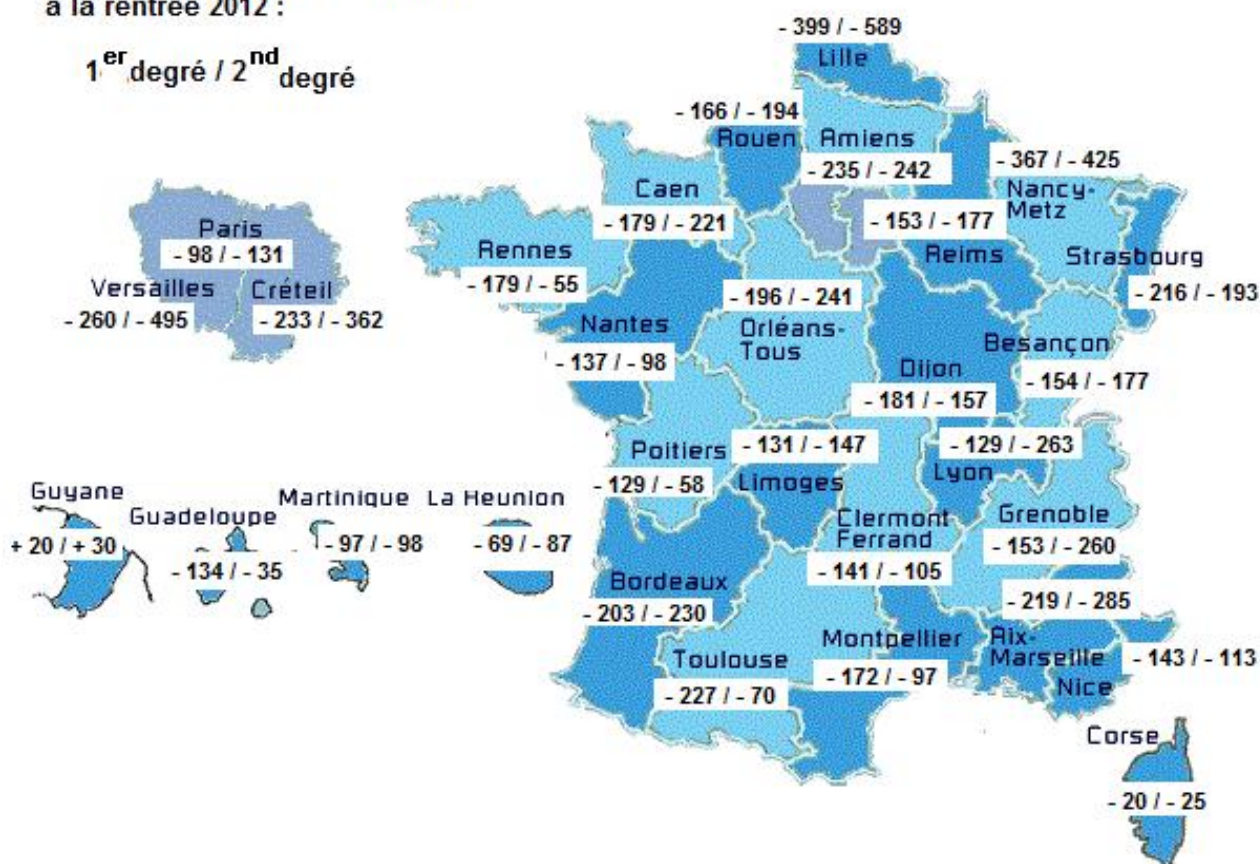 à la rentrée 2012 :
1er degré / 2nd degré
- 399 / - 589
Lille
- 166 / - 194
Rouen
Amiens
- 235 / - 242
- 367 / - 425
Nancy-
Metz
Caen
- 179 / - 221
- 153 / - 177
Reims
Strasbourg
- 216 / - 193
Rennes
- 179 / - 55
Paris
- 98 / - 131
Versailles
- 260 / - 495
Créteil
- 233 / - 362
Nantes
- 137 / - 98
- 196 / - 241
Orléans-
Tous
Dijon
- 181 / - 157
Besançon
- 154 / - 177
Poitiers
- 129 / - 58
- 131 / - 147
Limoges
- 129 / - 263
Lyon
Guyane
+ 20 / + 30
Guadeloupe
- 134 / - 35
Martinique
- 97 / - 98
La Heunion
- 69 / - 87
Clermont
Ferrand
- 141 / - 105
Grenoble
- 153 / - 260
Bordeaux
- 203 / - 230
- 219 / - 285
Aix-
Marseille
Montpellier
- 172 / - 97
Toulouse
- 227 / - 70
- 143 / - 113
Nice
Corse
- 20 / - 25